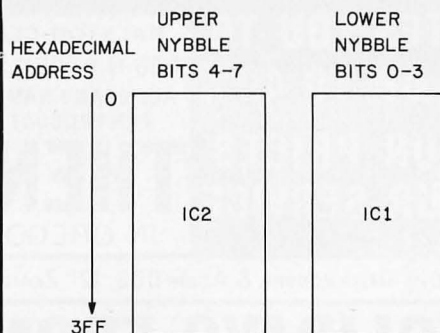 HEXADECIMAL
ADDRESS
UPPER
NYBBLE
BITS 4-7
LOWER
NYBBLE
BITS 0-3
0
IC2
IC1
3FF